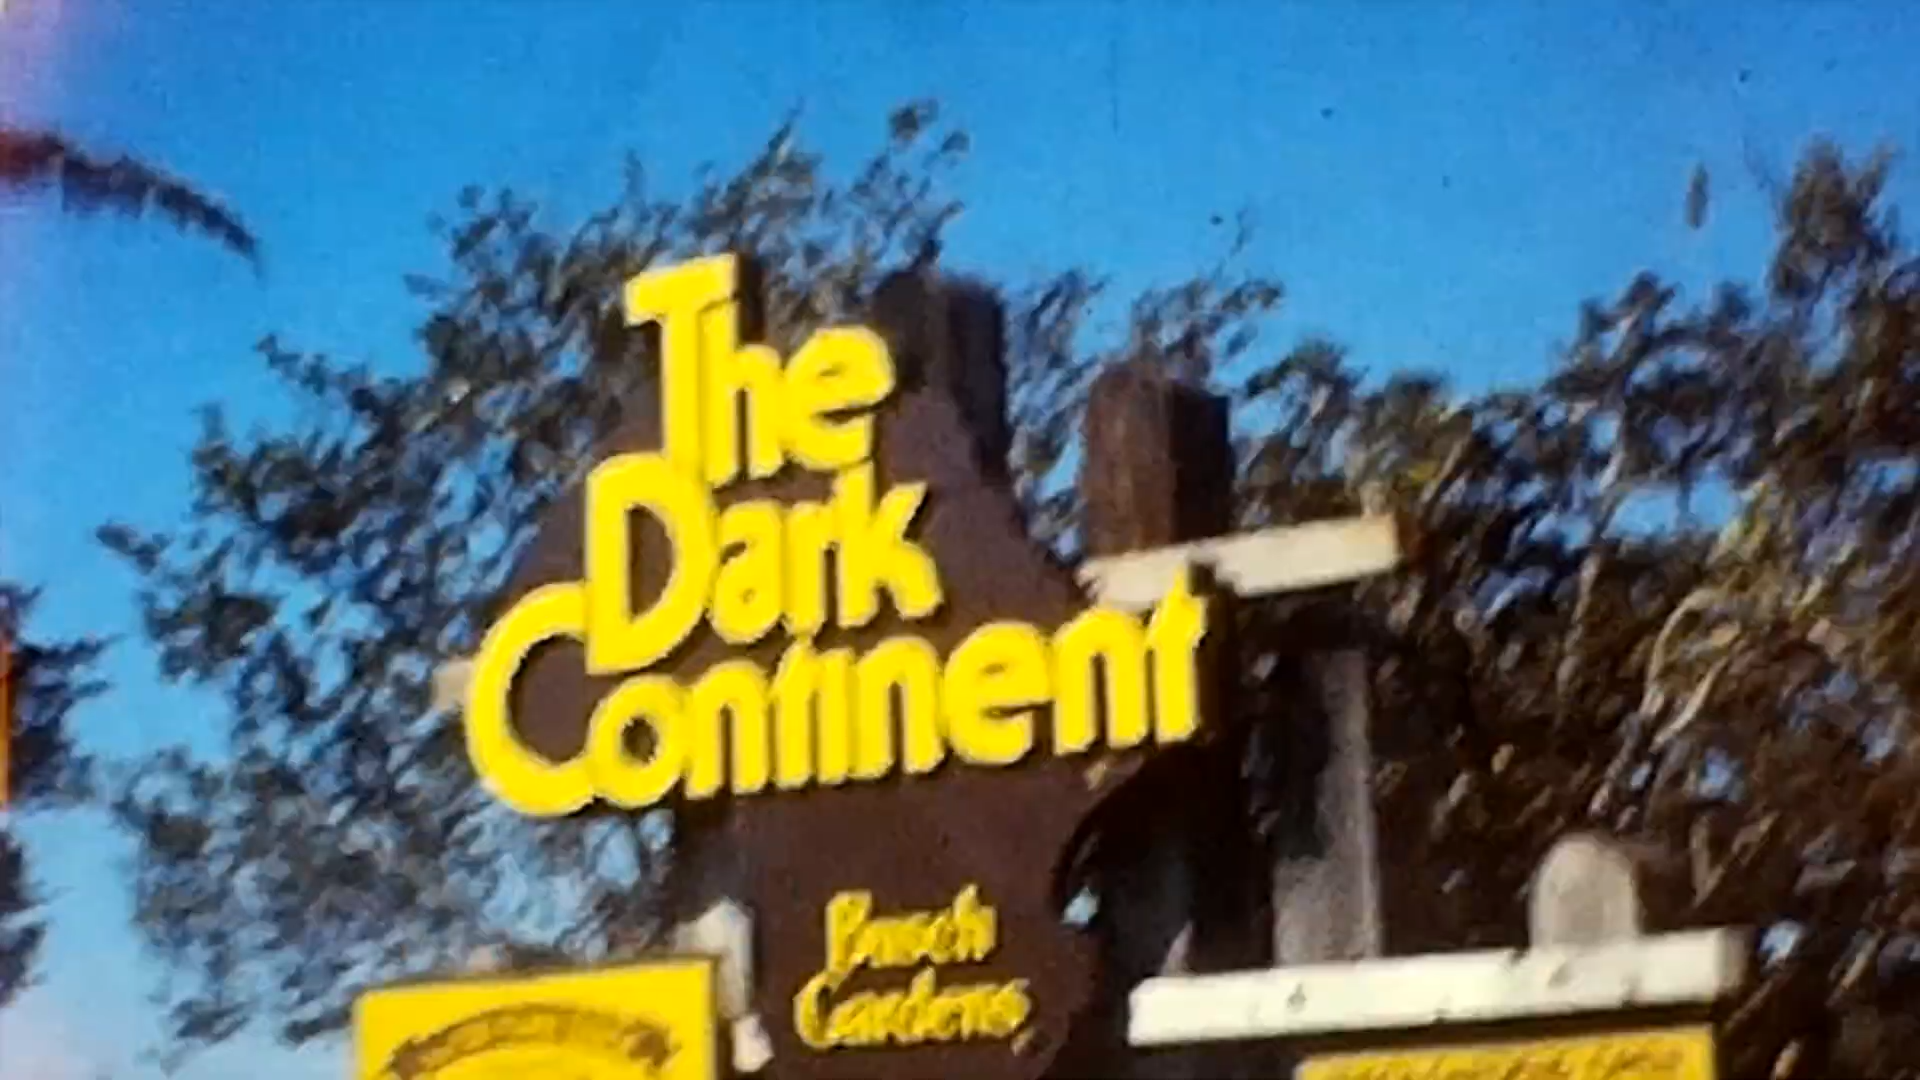 The
Dark
Continent
Busch
Gardens